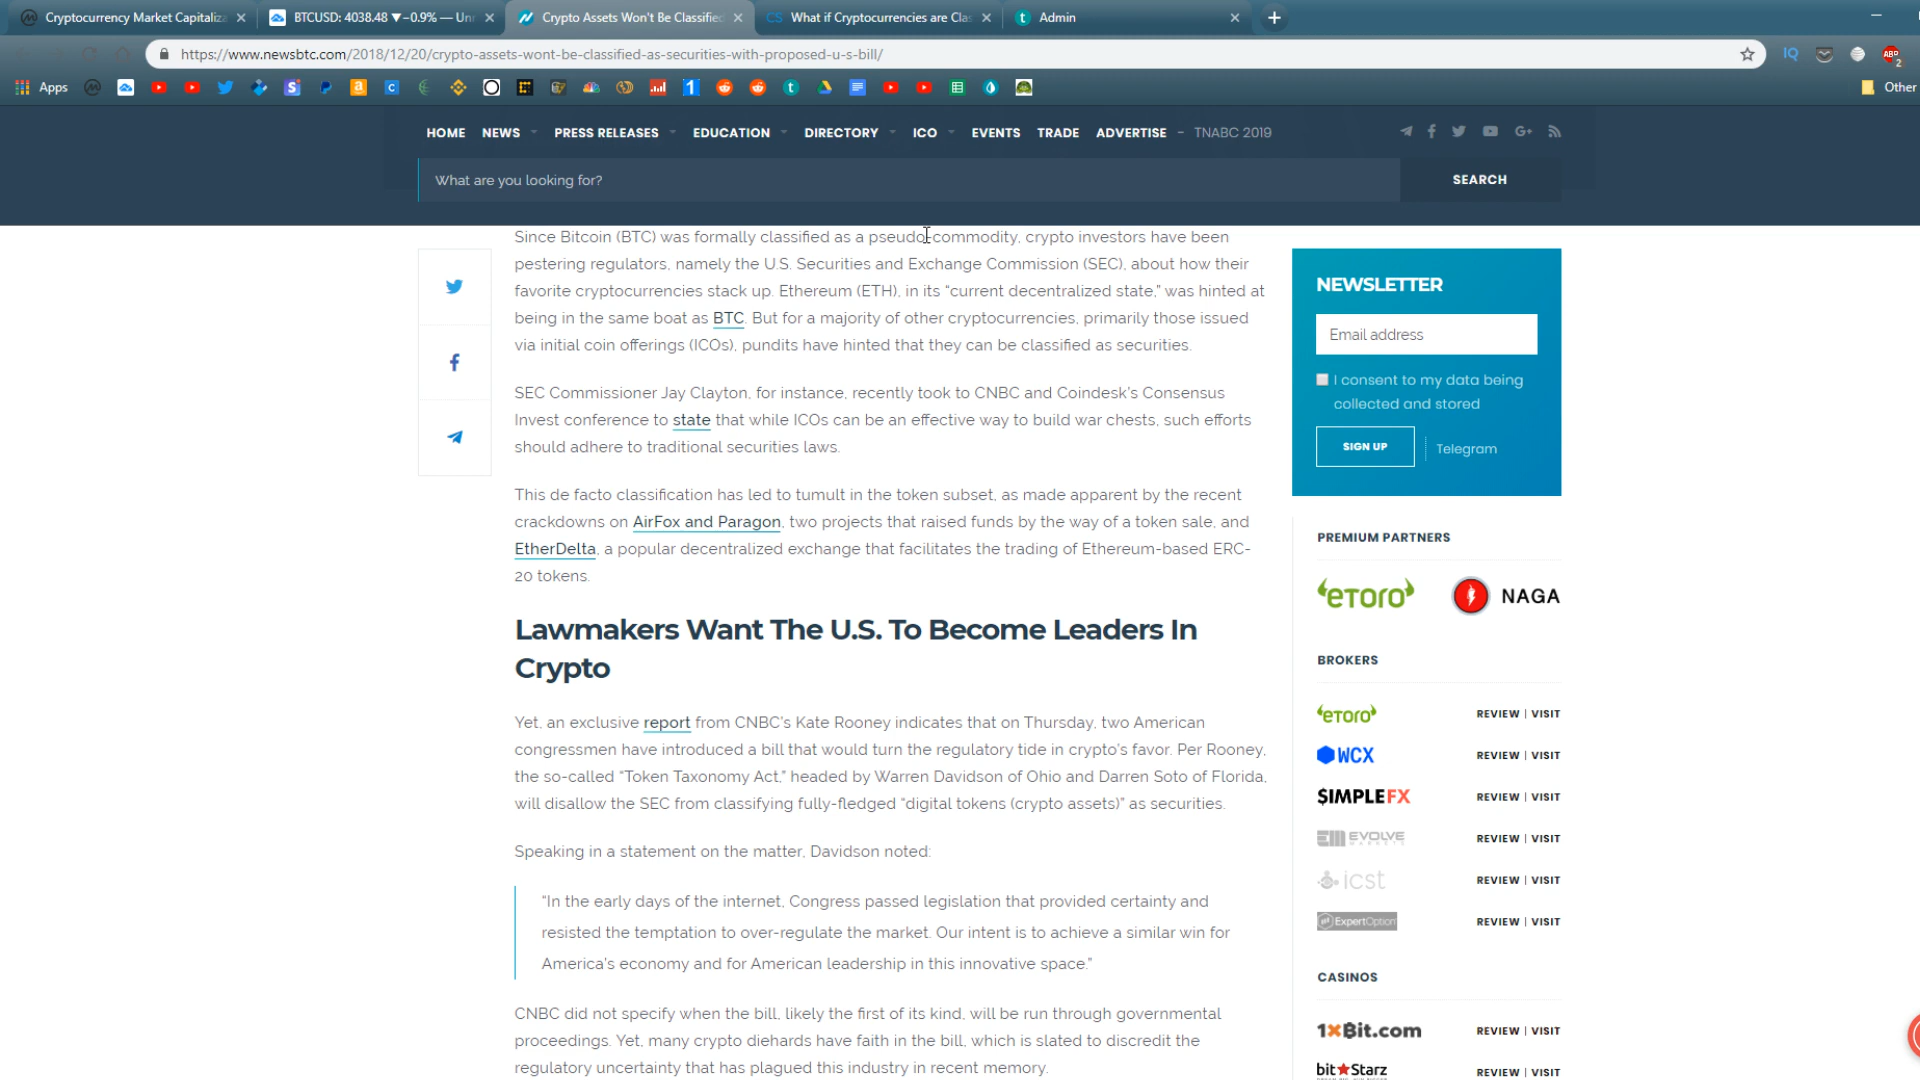 Cryptocurrency Market Capitaliza
BTCUSD: 4038.48 ▼−0.9% — Un
Crypto Assets Won't Be Classified
CS What if Cryptocurrencies are Clas
Admin
https://www.newsbtc.com/2018/12/20/crypto-assets-wont-be-classified-as-securities-with-proposed-u-s-bill/
IQ
ABP
2
Apps
Other
HOME NEWS PRESS RELEASES EDUCATION DIRECTORY ICO EVENTS TRADE ADVERTISE – TNABC 2019
What are you looking for?
SEARCH
Since Bitcoin (BTC) was formally classified as a pseudo-commodity, crypto investors have been
pestering regulators, namely the U.S. Securities and Exchange Commission (SEC), about how their
favorite cryptocurrencies stack up. Ethereum (ETH), in its “current decentralized state,” was hinted at
being in the same boat as BTC. But for a majority of other cryptocurrencies, primarily those issued
via initial coin offerings (ICOs), pundits have hinted that they can be classified as securities.
SEC Commissioner Jay Clayton, for instance, recently took to CNBC and Coindesk’s Consensus
Invest conference to state that while ICOs can be an effective way to build war chests, such efforts
should adhere to traditional securities laws.
This de facto classification has led to tumult in the token subset, as made apparent by the recent
crackdowns on AirFox and Paragon, two projects that raised funds by the way of a token sale, and
EtherDelta, a popular decentralized exchange that facilitates the trading of Ethereum-based ERC-
20 tokens.
Lawmakers Want The U.S. To Become Leaders In
Crypto
Yet, an exclusive report from CNBC’s Kate Rooney indicates that on Thursday, two American
congressmen have introduced a bill that would turn the regulatory tide in crypto’s favor. Per Rooney,
the so-called “Token Taxonomy Act,” headed by Warren Davidson of Ohio and Darren Soto of Florida,
will disallow the SEC from classifying fully-fledged “digital tokens (crypto assets)” as securities.
Speaking in a statement on the matter, Davidson noted:
“In the early days of the internet, Congress passed legislation that provided certainty and
resisted the temptation to over-regulate the market. Our intent is to achieve a similar win for
America’s economy and for American leadership in this innovative space.”
CNBC did not specify when the bill, likely the first of its kind, will be run through governmental
proceedings. Yet, many crypto diehards have faith in the bill, which is slated to discredit the
regulatory uncertainty that has plagued this industry in recent memory.
NEWSLETTER
Email address
I consent to my data being
collected and stored
SIGN UP
Telegram
PREMIUM PARTNERS
eToro
NAGA
BROKERS
eToro REVIEW | VISIT
WCX REVIEW | VISIT
SIMPLEFX REVIEW | VISIT
EVOLVE MARKETS REVIEW | VISIT
icst REVIEW | VISIT
ExpertOption REVIEW | VISIT
CASINOS
1XBit.com REVIEW | VISIT
bitStarz REVIEW | VISIT